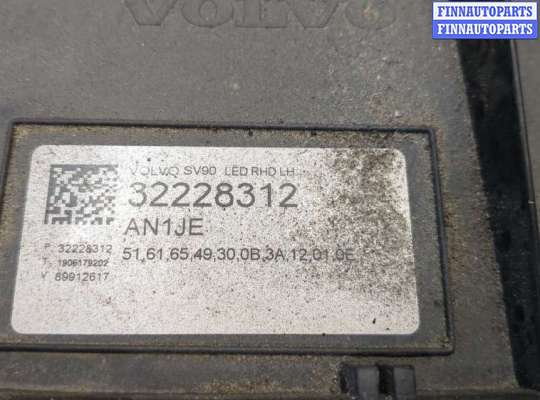 VOLVO
FINNAUTOPARTS
FINNAUTOPARTS
FINNAUTOPARTS
VOLVO SV90 LED RHD LH
32228312
AN1JE
51,61,65,49,30,0B,3A,12,01,0E
P 32228312
T 1906179202
V 89912617